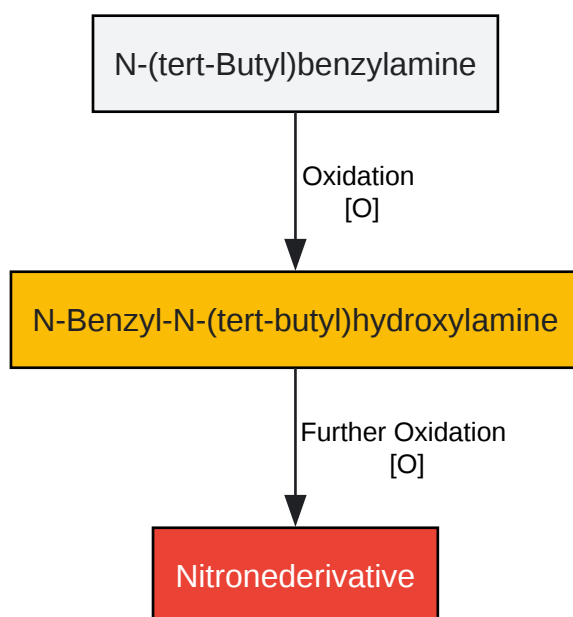 N-(tert-Butyl)benzylamine
Oxidation
[O]
N-Benzyl-N-(tert-butyl)hydroxylamine
Further Oxidation
[O]
Nitronederivative